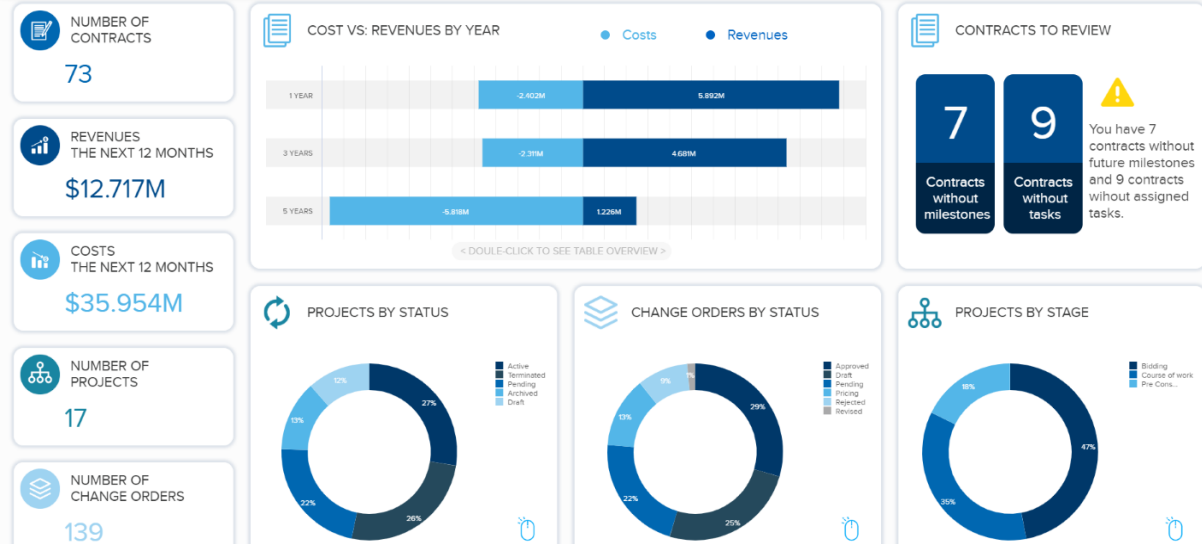 NUMBER OF
CONTRACTS
73
REVENUES
THE NEXT 12 MONTHS
$12.717M
COSTS
THE NEXT 12 MONTHS
$35.954M
NUMBER OF
PROJECTS
17
NUMBER OF
CHANGE ORDERS
139
COST VS: REVENUES BY YEAR
Costs
Revenues
1 YEAR
-2.402M
5.892M
3 YEARS
-2.311M
4.681M
5 YEARS
-5.818M
1.226M
< DOULE-CLICK TO SEE TABLE OVERVIEW >
CONTRACTS TO REVIEW
7
Contracts
without
milestones
9
Contracts
without
tasks
You have 7
contracts without
future milestones
and 9 contracts
wihout assigned
tasks.
PROJECTS BY STATUS
Active
Terminated
Pending
Archived
Draft
12%
27%
13%
22%
26%
CHANGE ORDERS BY STATUS
Approved
Draft
Pending
Pricing
Rejected
Revised
9%
29%
13%
22%
25%
PROJECTS BY STAGE
Bidding
Course of work
Pre Cons...
18%
47%
35%